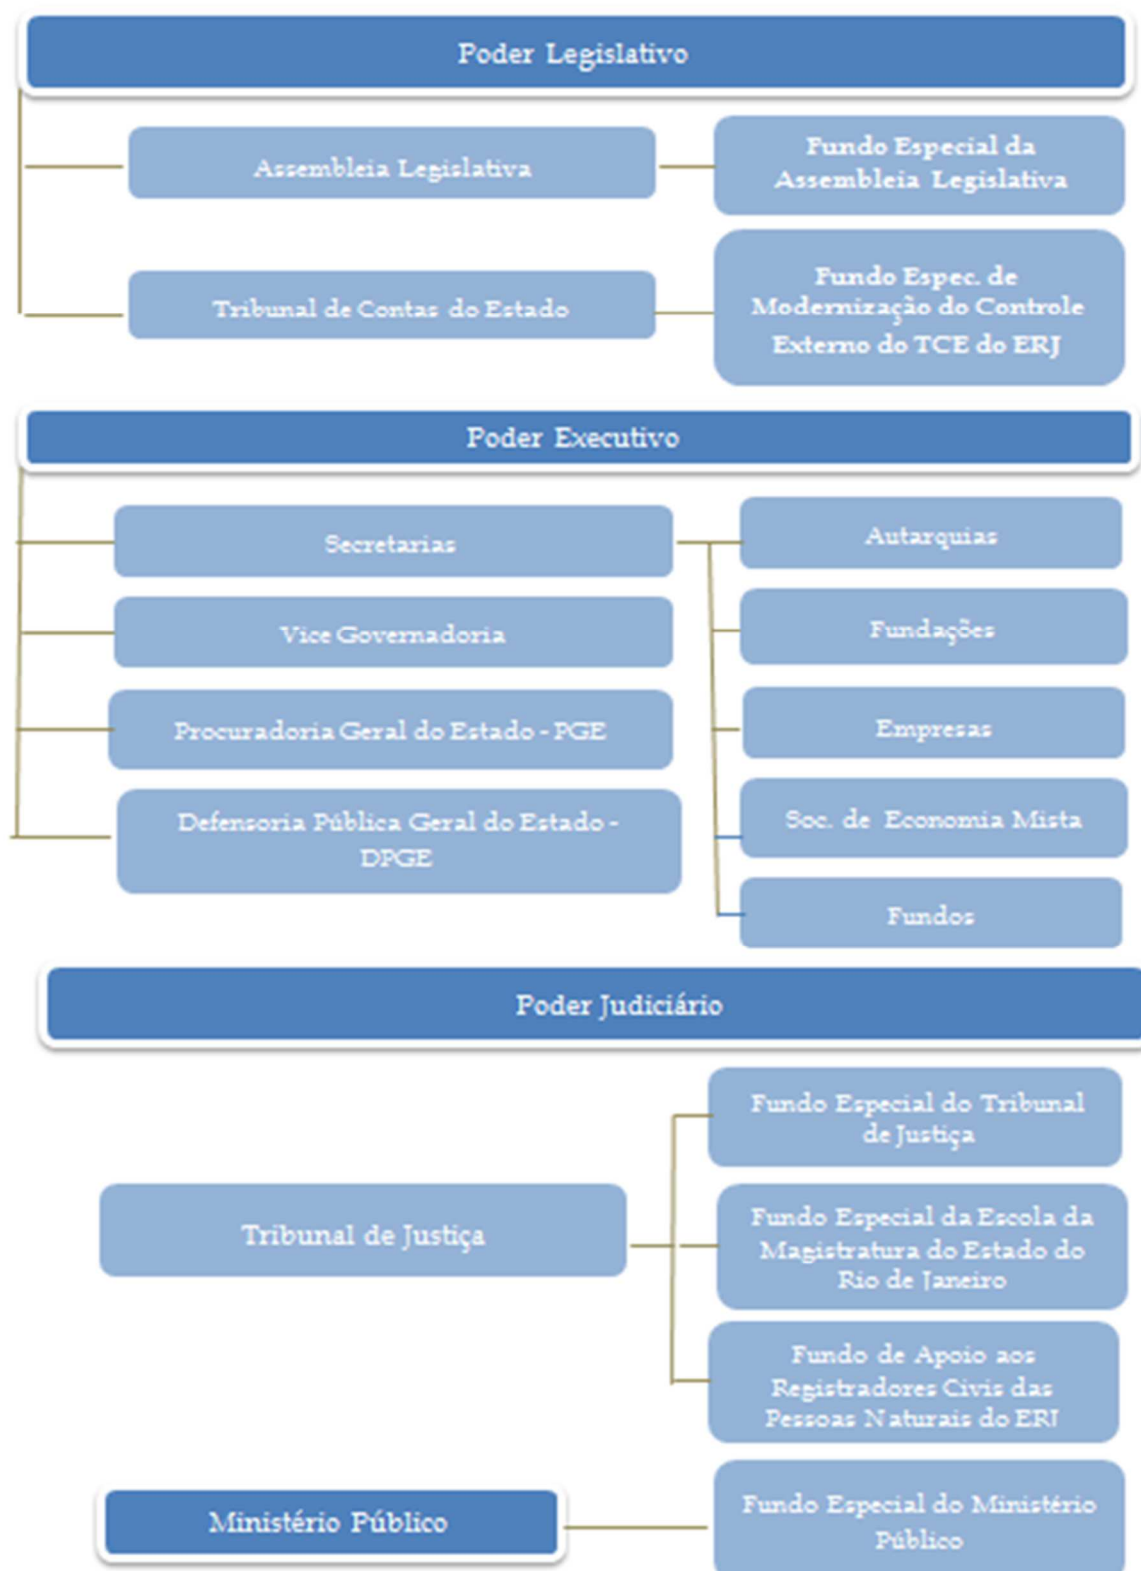 Poder Legislativo
Assembleia Legislativa
Fundo Especial da
Assembleia Legislativa
Tribunal de Contas do Estado
Fundo Espec. de
Modernização do Controle
Externo do TCE do ERJ
Poder Executivo
Secretarias
Autarquias
Vice Governadoria
Fundações
Procuradoria Geral do Estado - PGE
Empresas
Defensoria Pública Geral do Estado -
DPGE
Soc. de Economia Mista
Fundos
Poder Judiciário
Tribunal de Justiça
Fundo Especial do Tribunal
de Justiça
Fundo Especial da Escola da
Magistratura do Estado do
Rio de Janeiro
Fundo de Apoio aos
Registradores Civis das
Pessoas Naturais do ERJ
Ministério Público
Fundo Especial do Ministério
Público